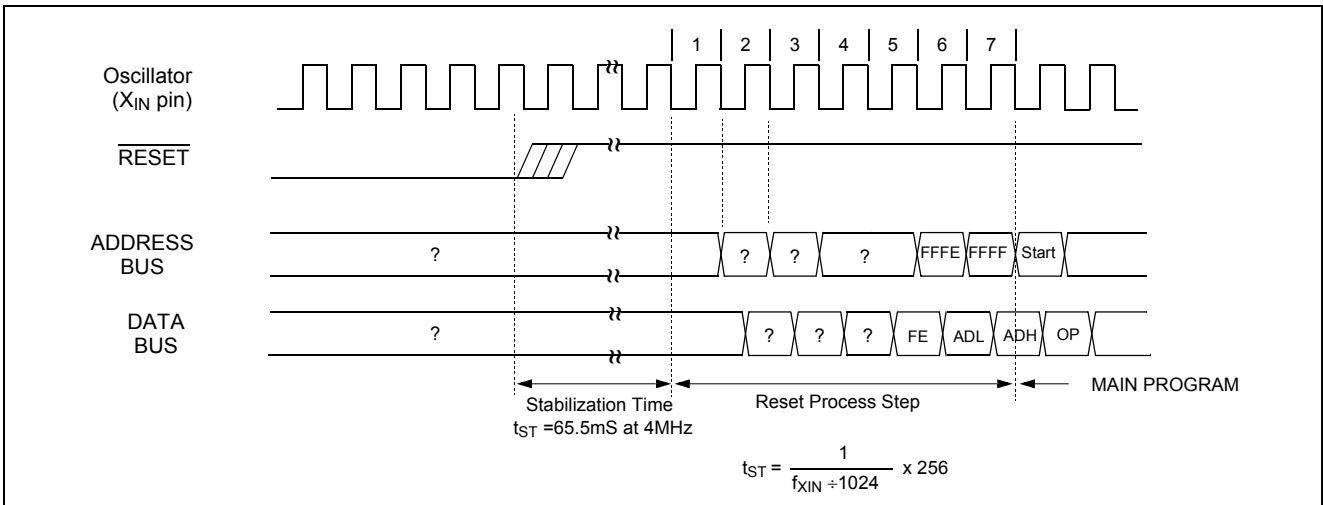 1 2 3 4 5 6 7
Oscillator
(XIN pin)
RESET
ADDRESS
BUS
? ? ? ? FFFE FFFF Start
DATA
BUS
? ? ? ? FE ADL ADH OP
MAIN PROGRAM
Stabilization Time
tST =65.5mS at 4MHz
Reset Process Step
tST = 1 / fXIN ÷1024 x 256